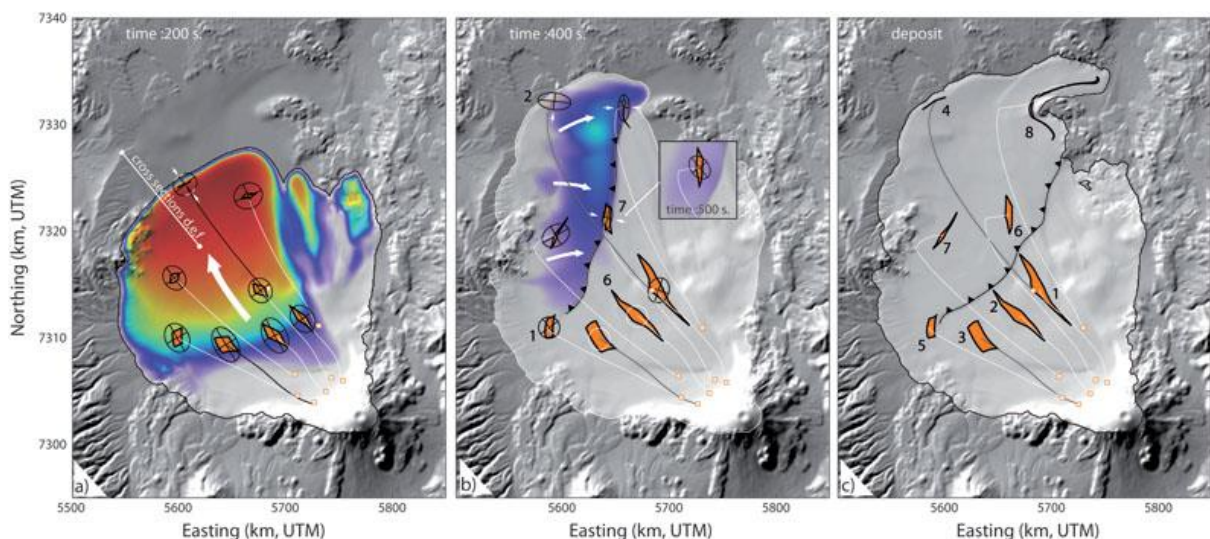 7340
7330
7320
7310
7300
Northing (km, UTM)
time :200 s.
cross sections d.e.f
a)
5500
5600
5700
5800
Easting (km, UTM)
time :400 s.
2
7
time :500 s.
6
1
b)
5600
5700
5800
Easting (km, UTM)
deposit
4
8
7
6
1
2
3
5
c)
5600
5700
5800
Easting (km, UTM)